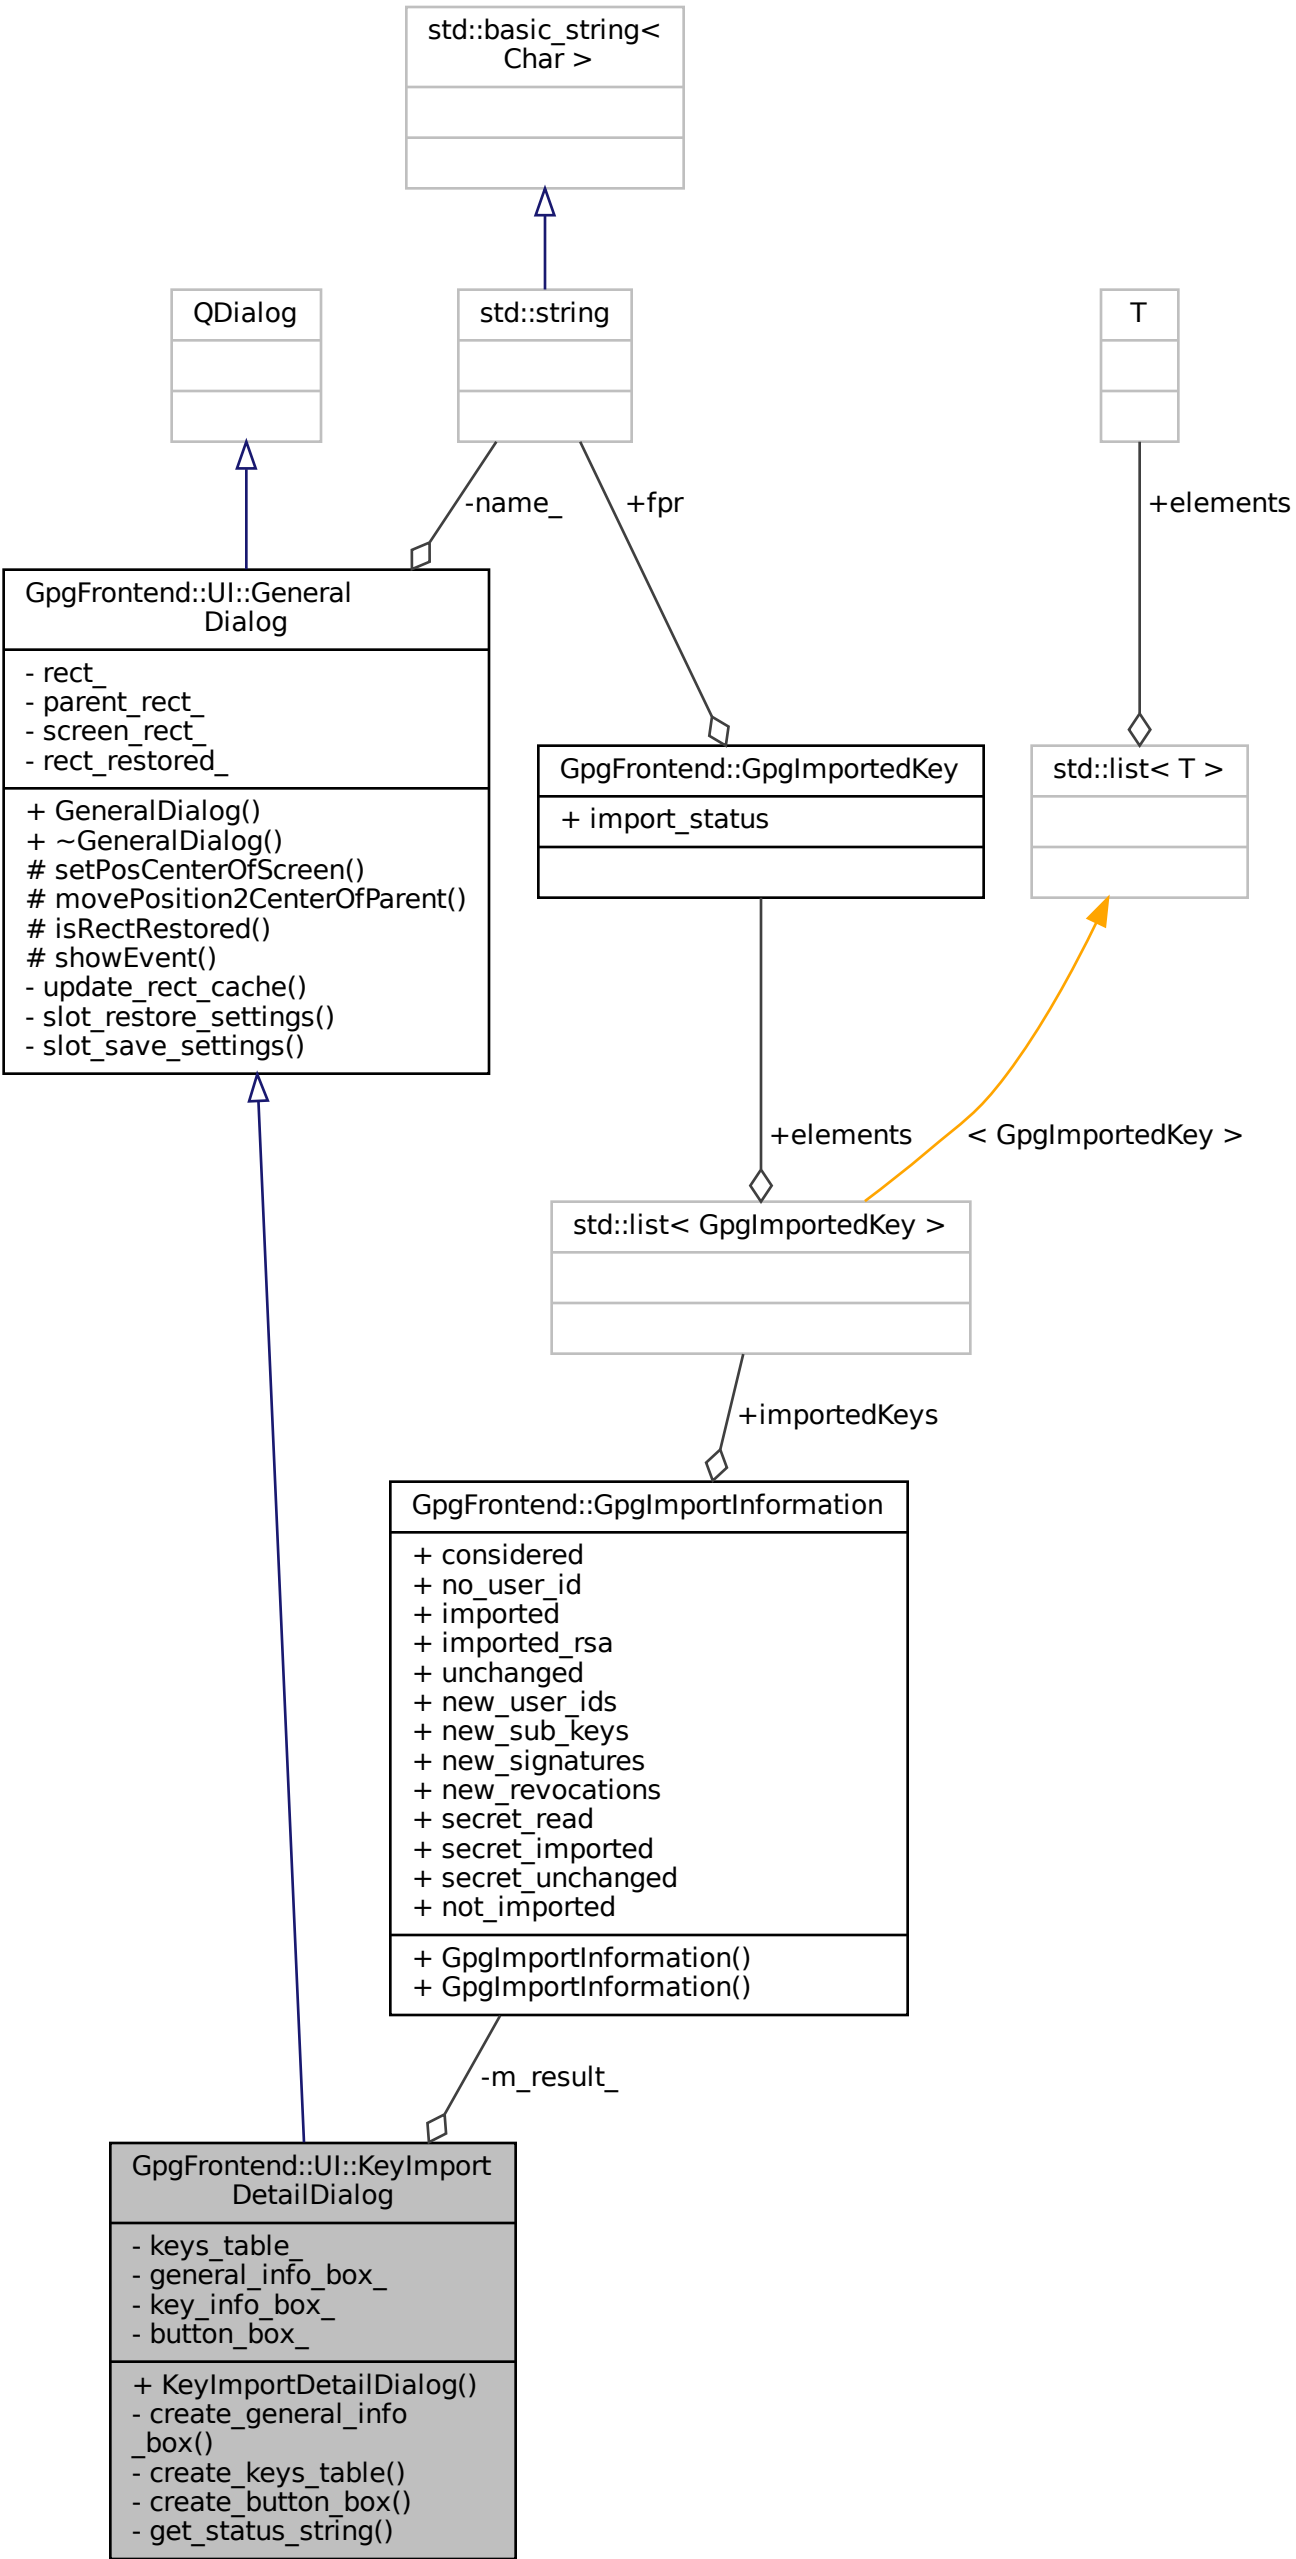 std::basic_string<
Char >
QDialog
std::string
T
-name_
+fpr
+elements
GpgFrontend::UI::General
Dialog
- rect_
- parent_rect_
- screen_rect_
- rect_restored_
+ GeneralDialog()
+ ~GeneralDialog()
# setPosCenterOfScreen()
# movePosition2CenterOfParent()
# isRectRestored()
# showEvent()
- update_rect_cache()
- slot_restore_settings()
- slot_save_settings()
GpgFrontend::GpgImportedKey
+ import_status
std::list< T >
+elements
< GpgImportedKey >
std::list< GpgImportedKey >
+importedKeys
GpgFrontend::GpgImportInformation
+ considered
+ no_user_id
+ imported
+ imported_rsa
+ unchanged
+ new_user_ids
+ new_sub_keys
+ new_signatures
+ new_revocations
+ secret_read
+ secret_imported
+ secret_unchanged
+ not_imported
+ GpgImportInformation()
+ GpgImportInformation()
-m_result_
GpgFrontend::UI::KeyImport
DetailDialog
- keys_table_
- general_info_box_
- key_info_box_
- button_box_
+ KeyImportDetailDialog()
- create_general_info
_box()
- create_keys_table()
- create_button_box()
- get_status_string()